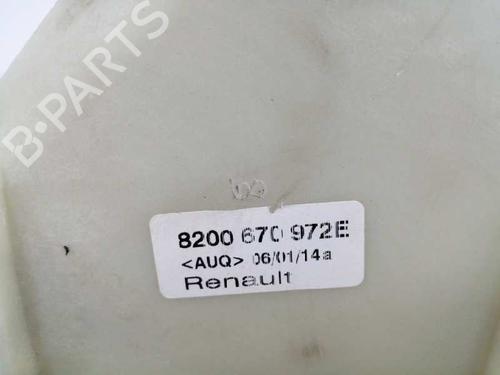 B-PARTS
8200 670 972E
<AUQ> 06/01/14a
Renault